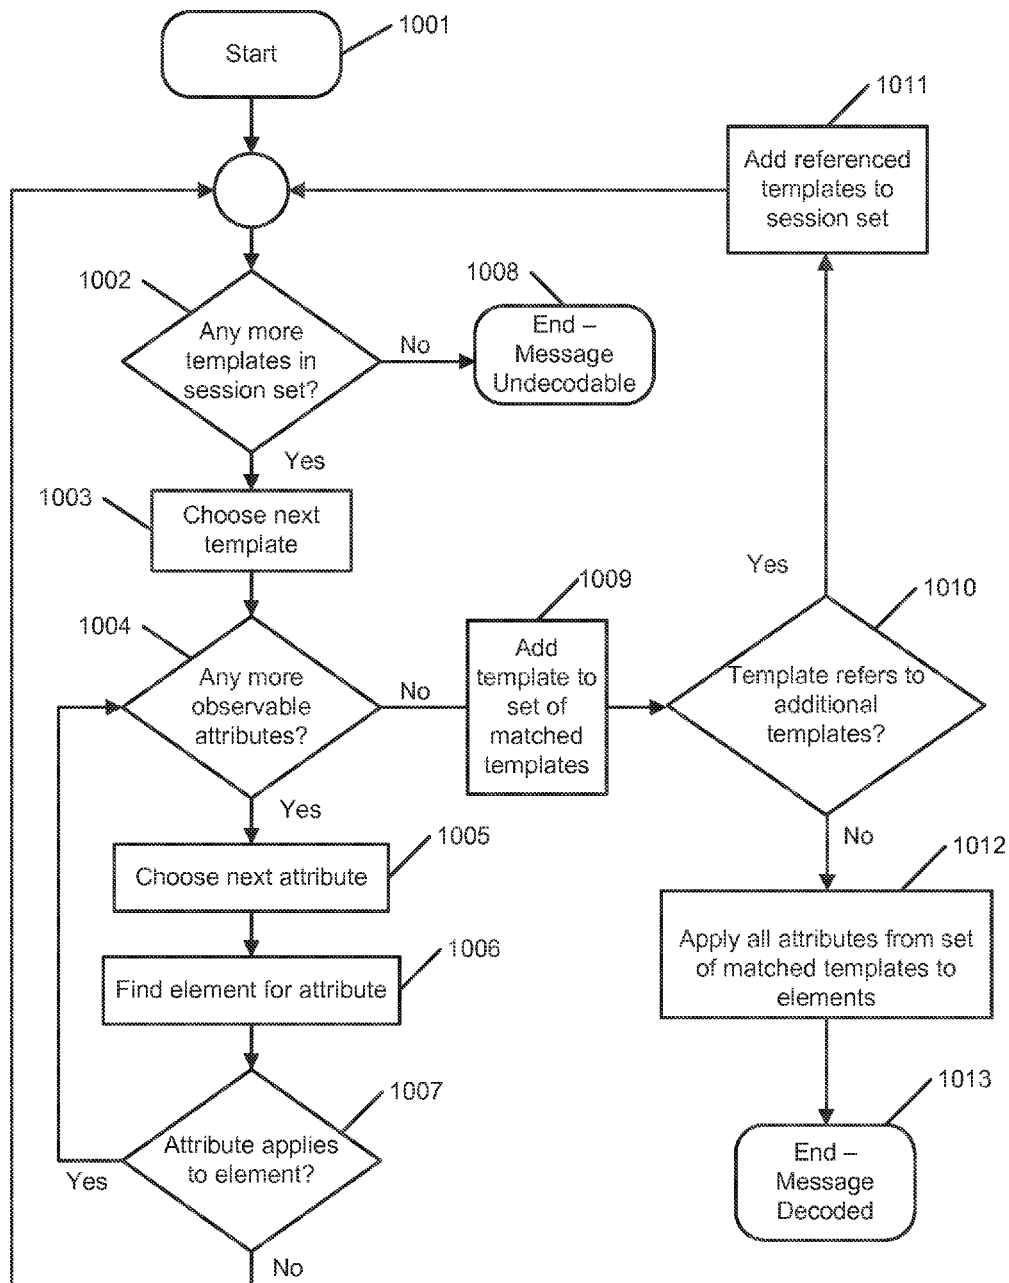 Start
1001
1011
Add referenced
templates to
session set
1002
Any more
templates in
session set?
No
1008
End –
Message
Undecodable
Yes
1003
Choose next
template
Yes
1009
1010
1004
Any more
observable
attributes?
No
Add
template to
set of
matched
templates
Template refers to
additional
templates?
Yes
No
1005
Choose next attribute
1012
Apply all attributes from set
of matched templates to
elements
1006
Find element for attribute
1007
Attribute applies
to element?
Yes
No
1013
End –
Message
Decoded